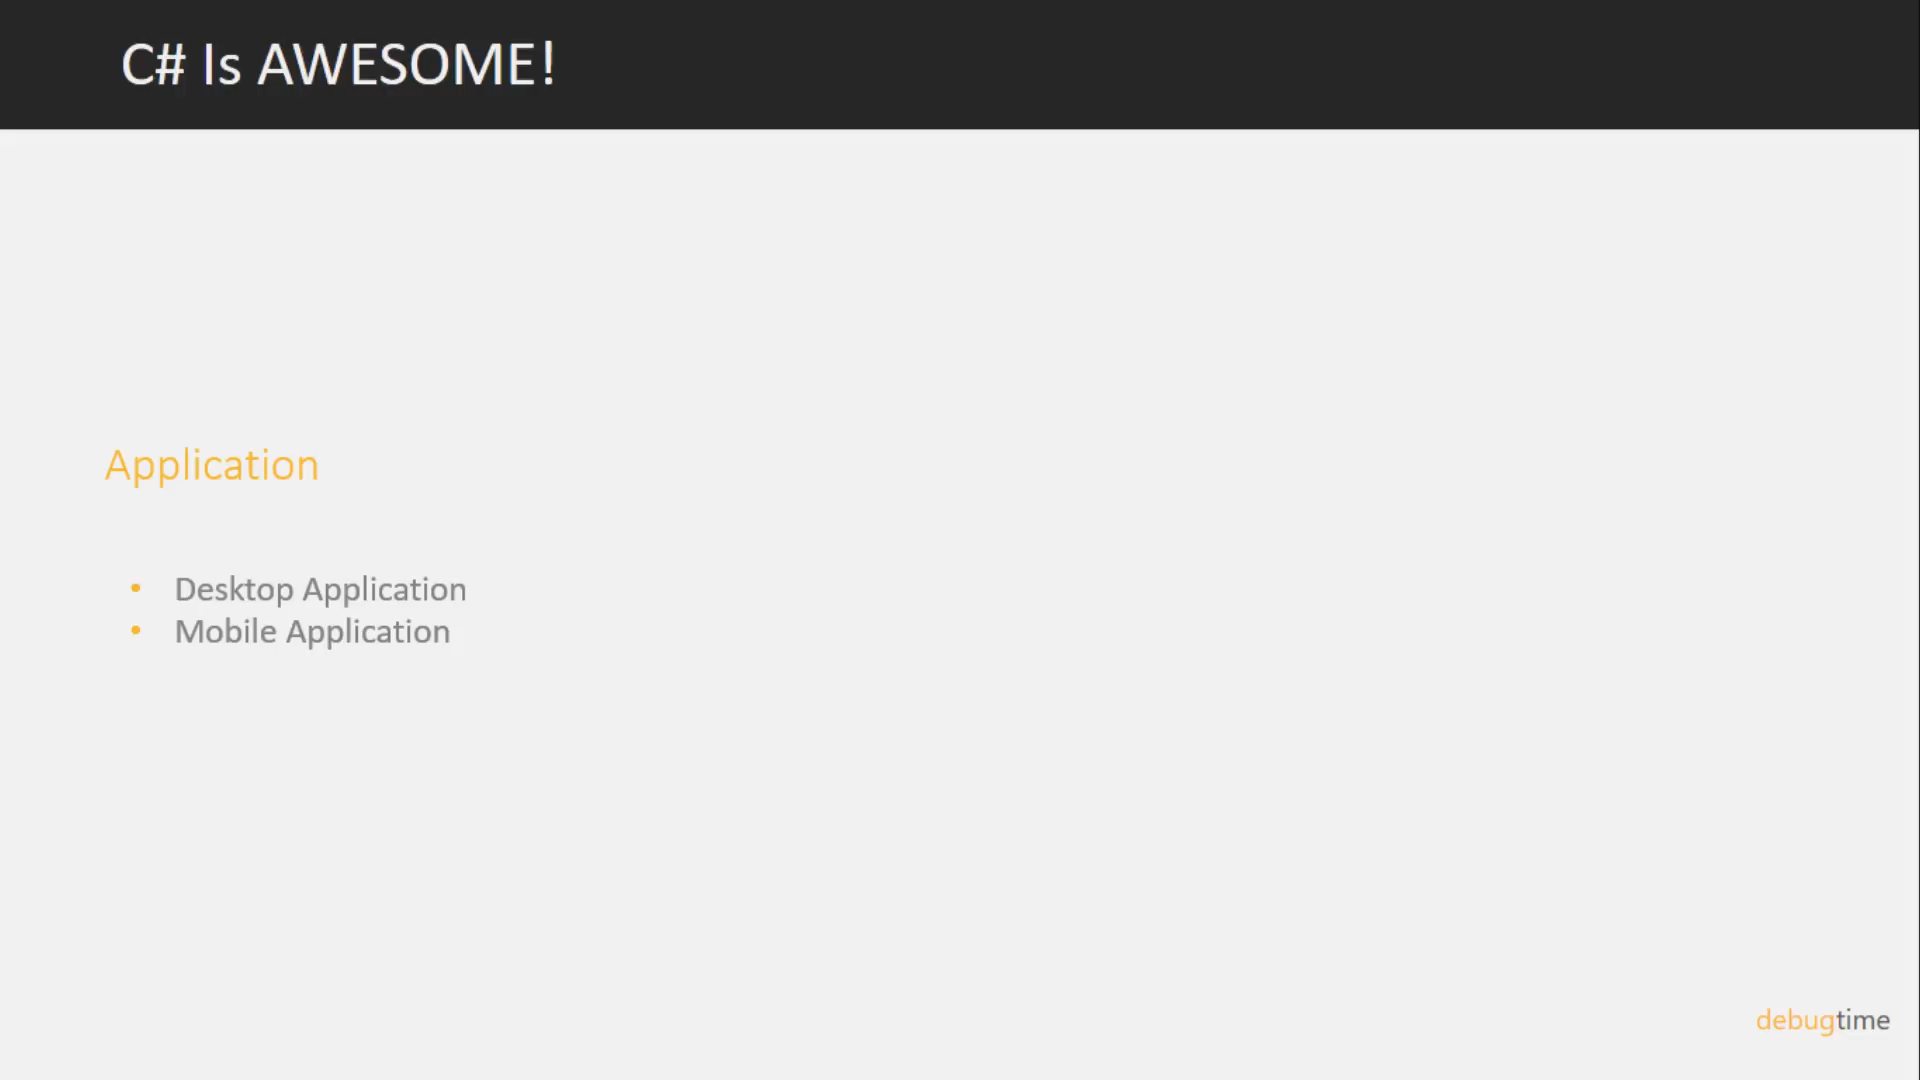 C# Is AWESOME!
Application
• Desktop Application
• Mobile Application
debugtime